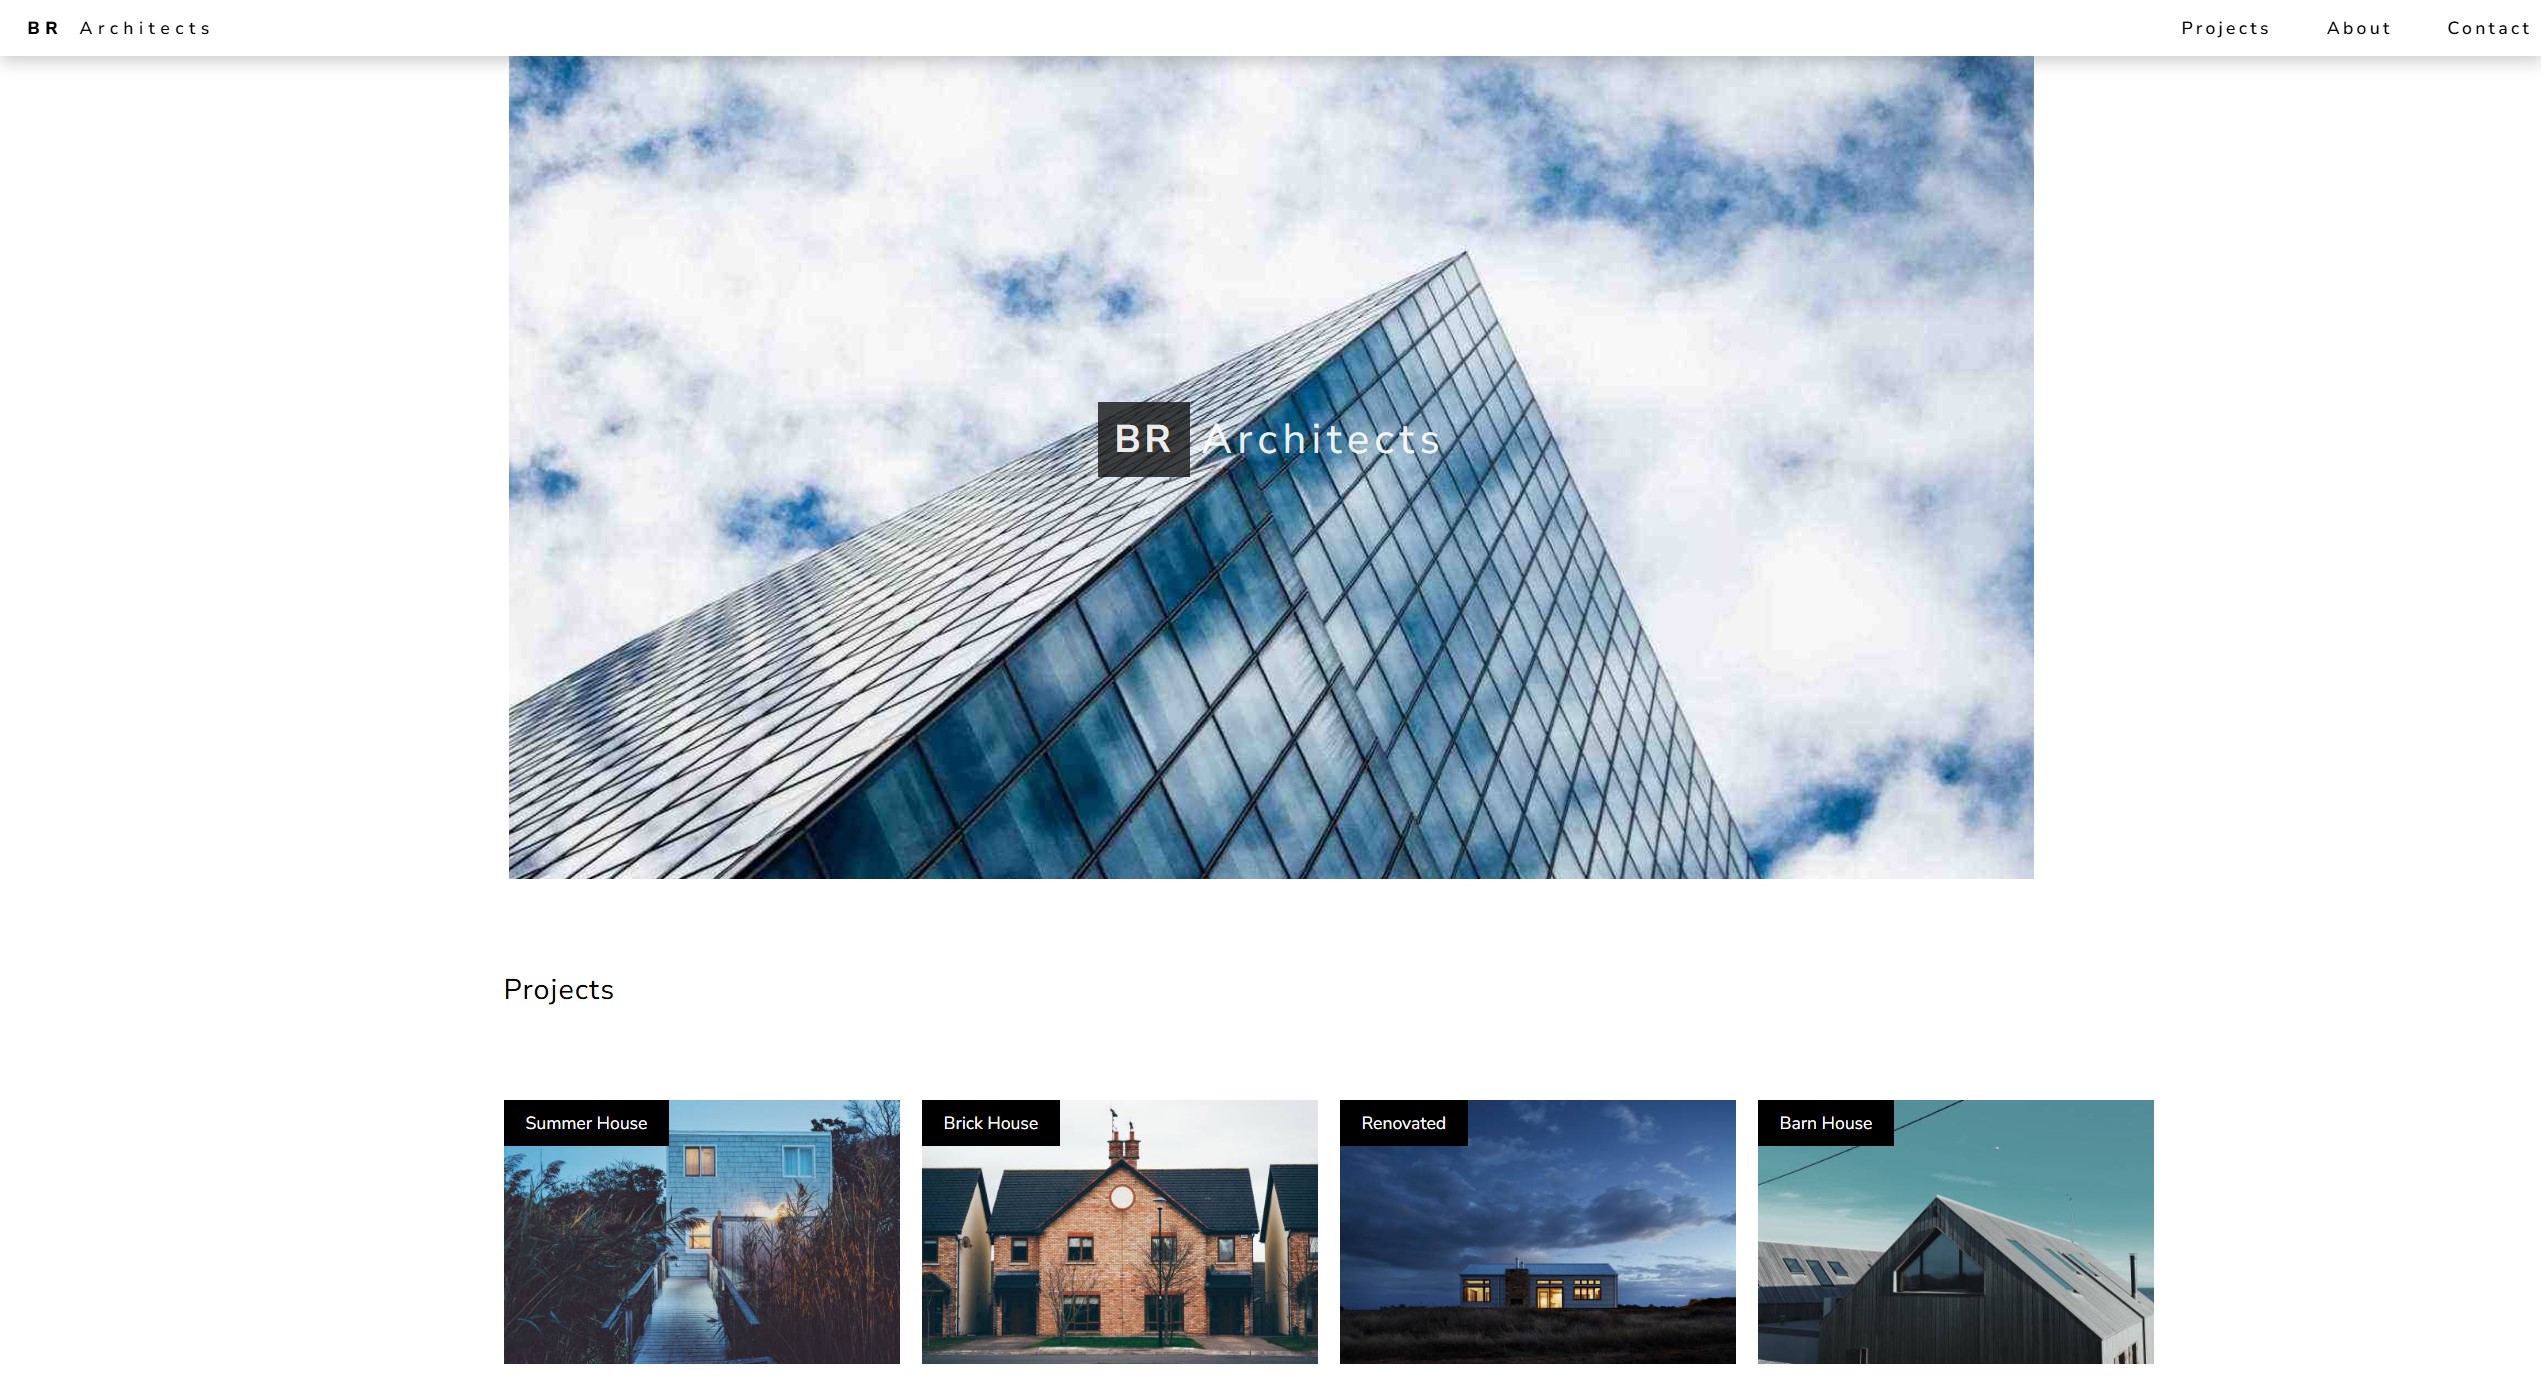 BR Architects
Projects About Contact
BR Architects
Projects
Summer House
Brick House
Renovated
Barn House